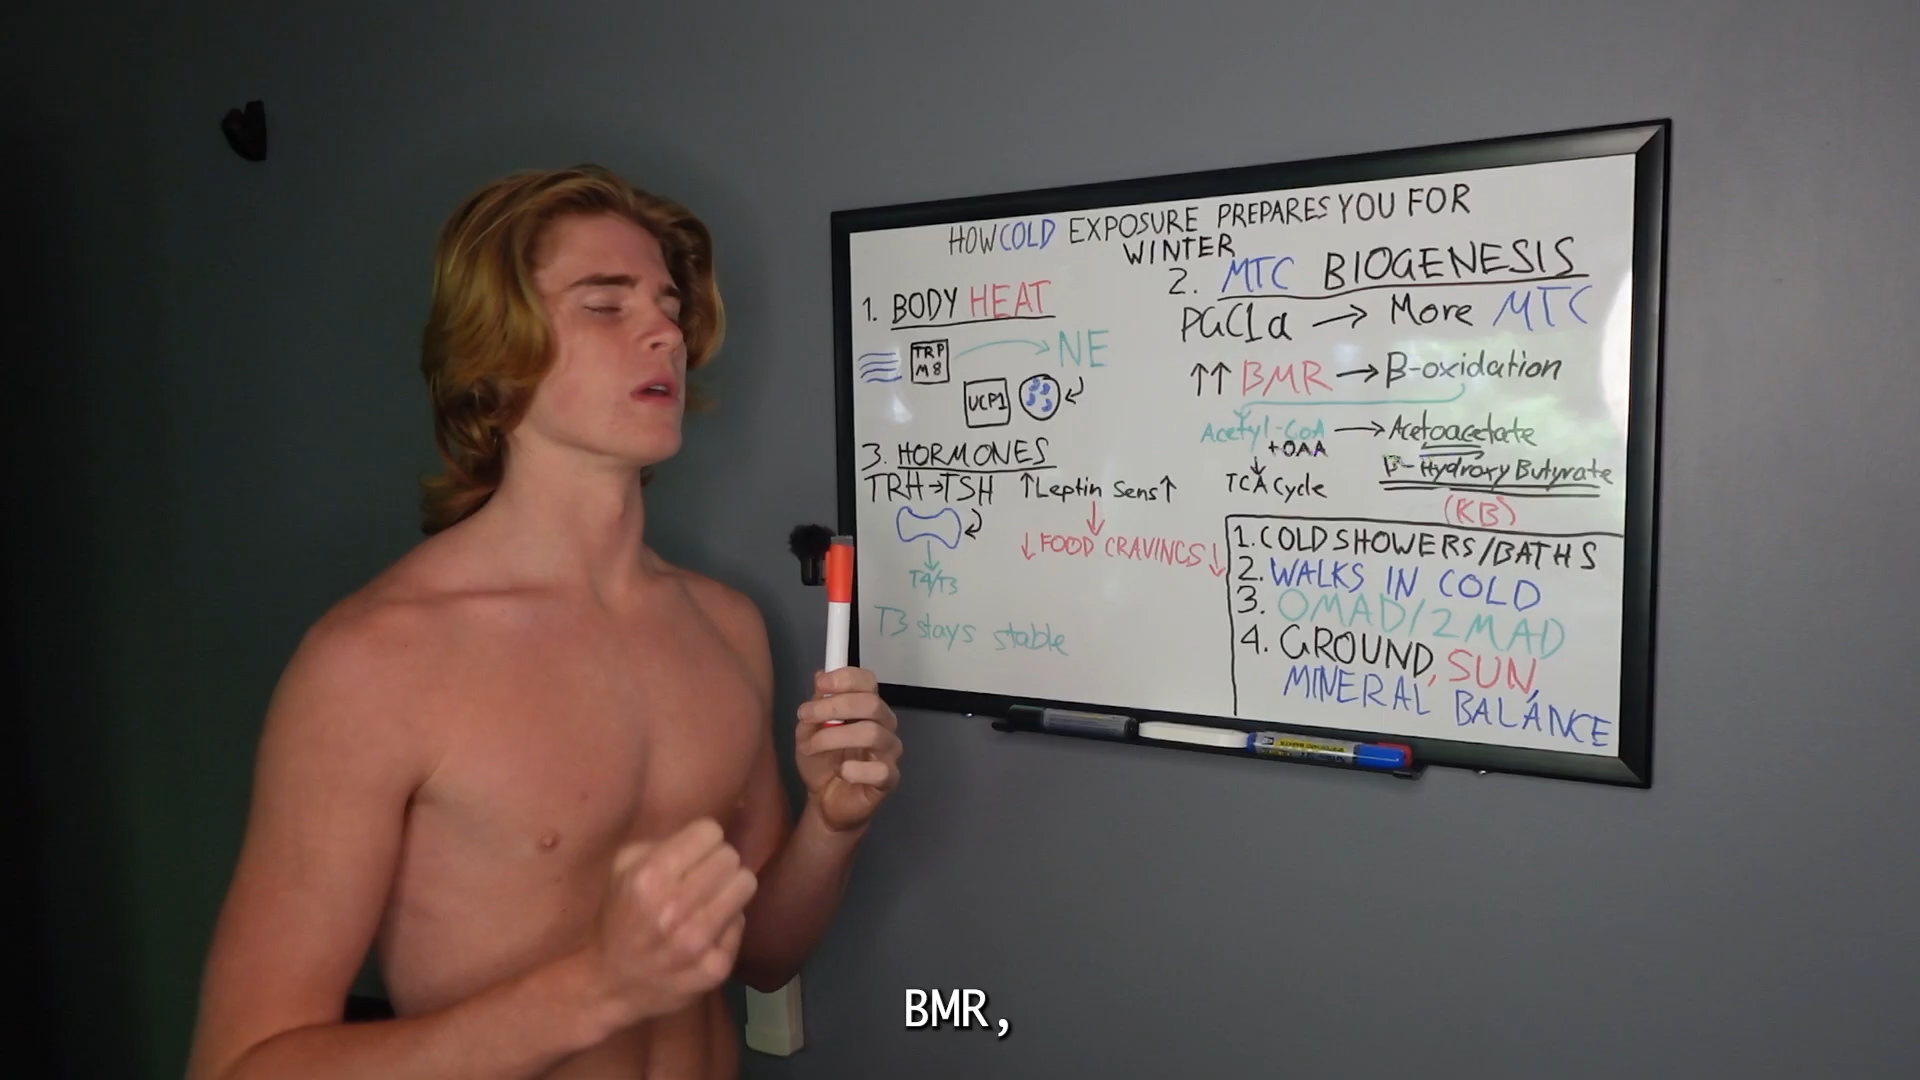 HOW COLD EXPOSURE PREPARES YOU FOR
WINTER
1. BODY HEAT
TRP
M8
NE
UCP1
2. MTC BIOGENESIS
PGC1a → More MTC
↑↑ BMR → B-oxidation
Acetyl-CoA → Acetoacetate
+OAA
TCA Cycle
B-HydroxyButyrate
(KB)
3. HORMONES
TRH→TSH
T4/T3
T3 stays stable
↑Leptin Sens↑
↓ FOOD CRAVINGS ↓
1. COLD SHOWERS/BATHS
2. WALKS IN COLD
3. OMAD/2MAD
4. GROUND, SUN,
MINERAL BALANCE
BMR,